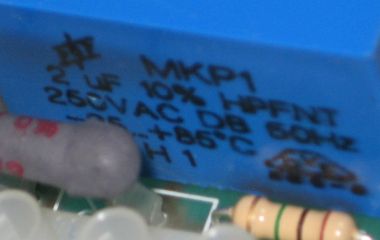 MKP1
2 uF 10% HPFNT
250VAC DB 50Hz
-25..+85°C
H 1